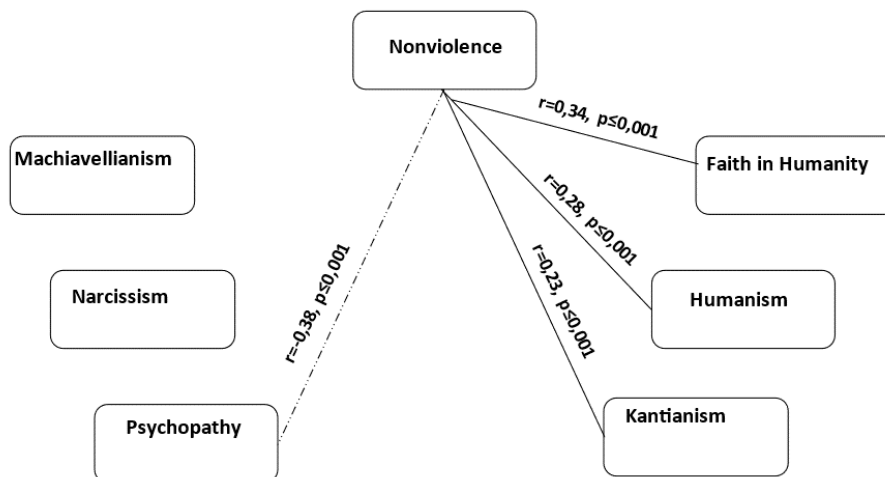 Nonviolence
r=0,34, p≤0,001
Machiavellianism
Faith in Humanity
r=0,28, p≤0,001
r=0,23, p≤0,001
r=-0,38, p≤0,001
Narcissism
Humanism
Psychopathy
Kantianism